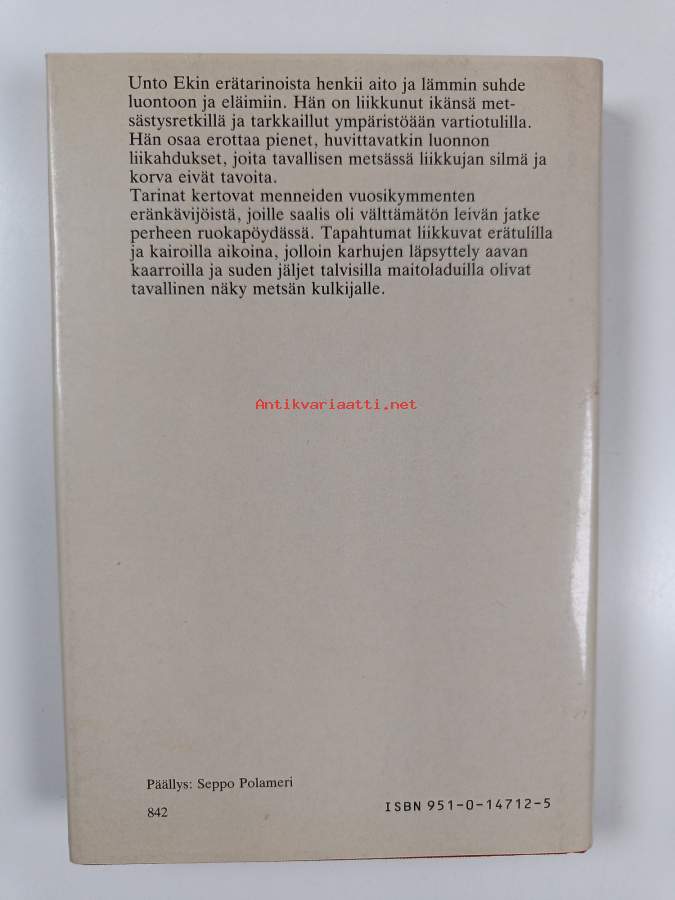 Unto Ekin erätarinoista henkii aito ja lämmin suhde
luontoon ja eläimiin. Hän on liikkunut ikänsä met-
sästysretkillä ja tarkkaillut ympäristöään vartiotulilla.
Hän osaa erottaa pienet, huvittavatkin luonnon
liikahdukset, joita tavallisen metsässä liikkujan silmä ja
korva eivät tavoita.
Tarinat kertovat menneiden vuosikymmenten
eränkävijöistä, joille saalis oli välttämätön leivän jatke
perheen ruokapöydässä. Tapahtumat liikkuvat erätulilla
ja kairoilla aikoina, jolloin karhujen läpsyttely aavan
kaarroilla ja suden jäljet talvisilla maitoladuilla olivat
tavallinen näky metsän kulkijalle.
Antikvariaatti.net
Päällys: Seppo Polameri
842
ISBN 951-0-14712-5